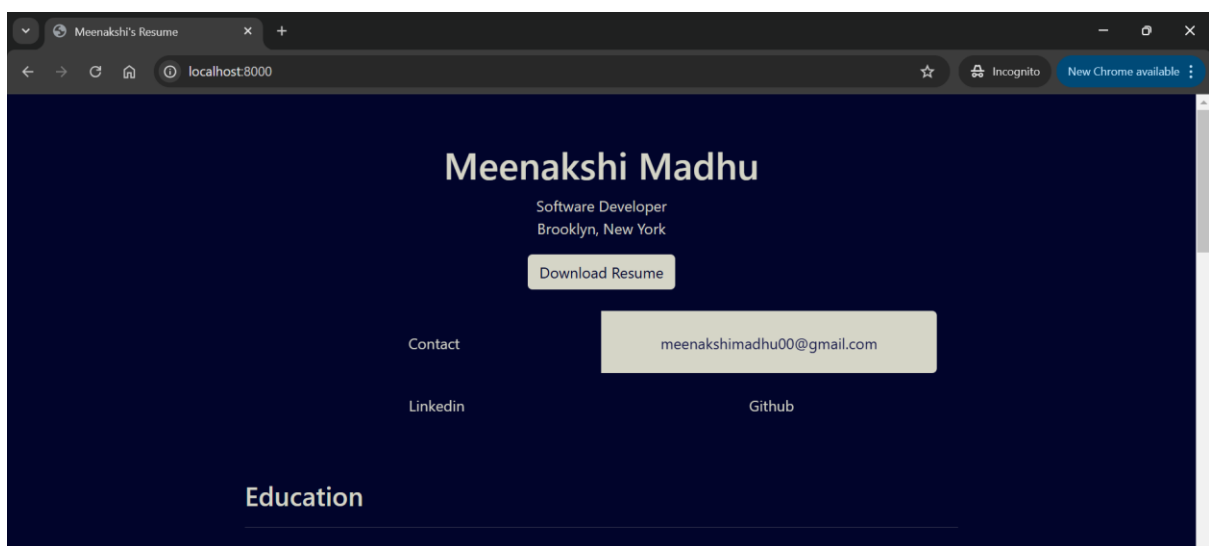 Meenakshi's Resume
localhost:8000
Incognito
New Chrome available
Meenakshi Madhu
Software Developer
Brooklyn, New York
Download Resume
Contact
meenakshimadhu00@gmail.com
Linkedin
Github
Education